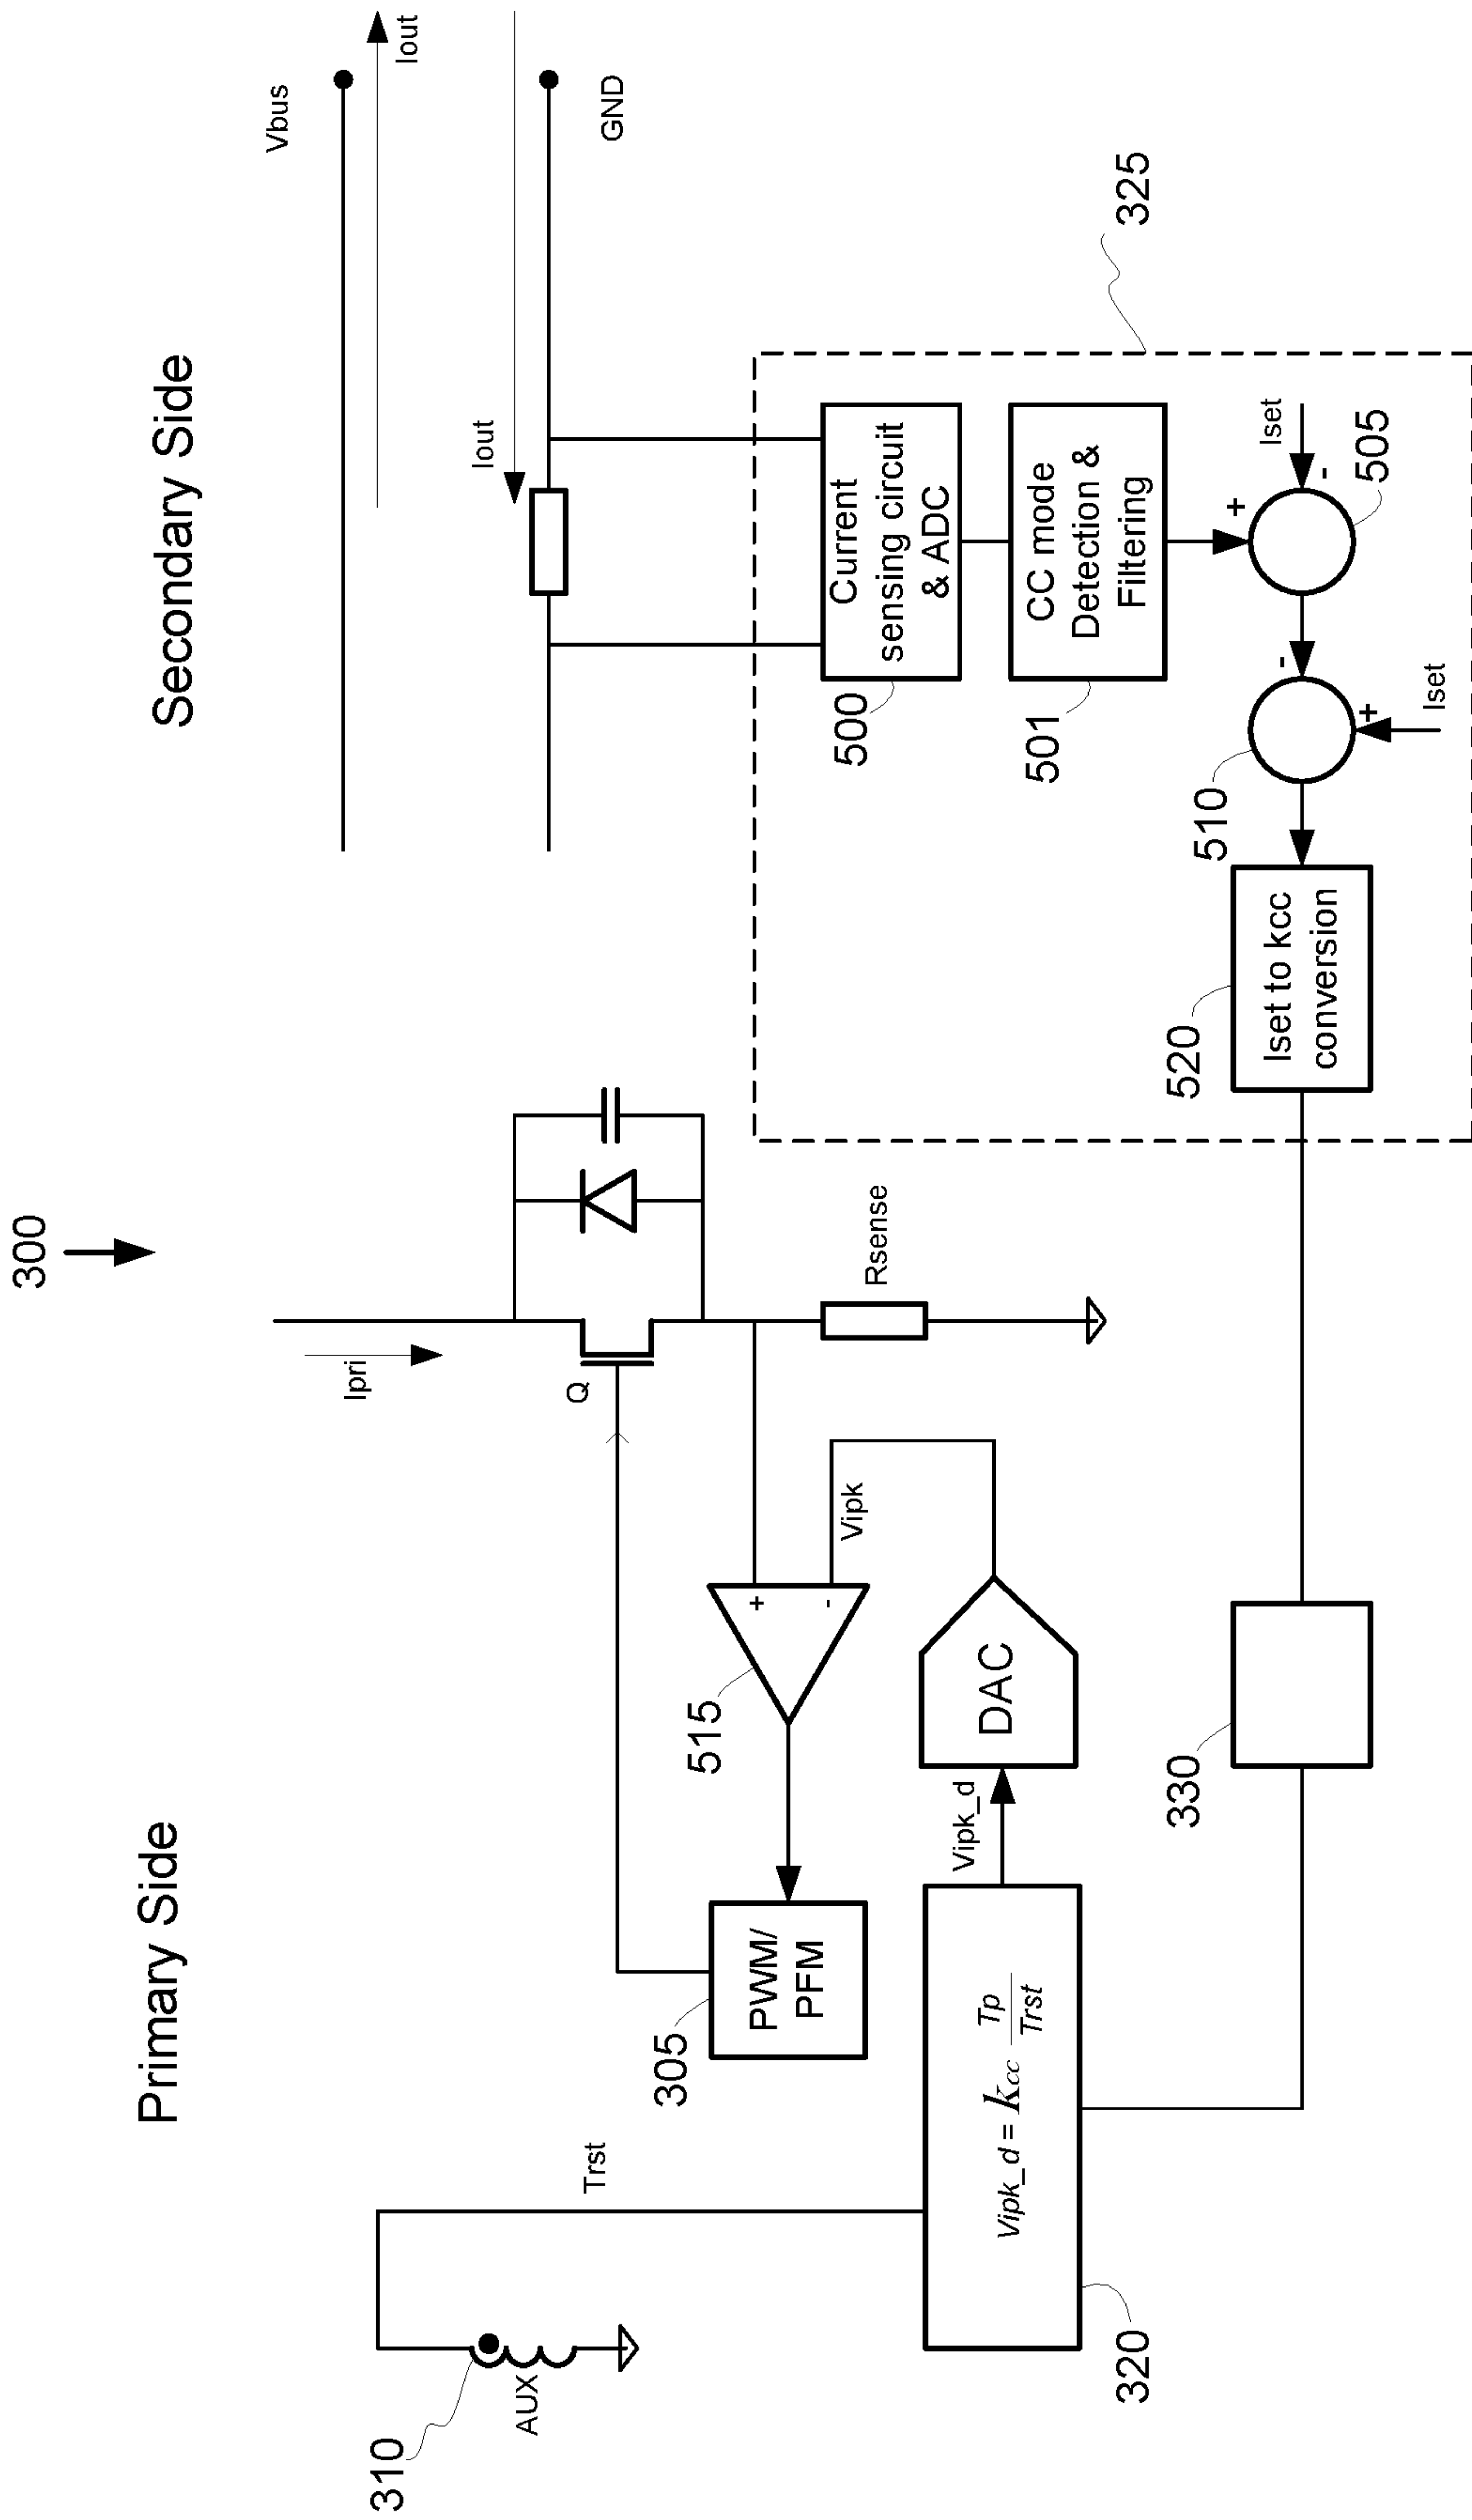 300
Primary Side
Secondary Side
Vbus
Iout
Iout
GND
310
AUX
Trst
Ipri
Q
305
PWM/
PFM
515
+
-
Vipk
Rsense
500
Current
sensing circuit
& ADC
325
320
Vipk_d = kcc Tp
Trst
Vipk_d
DAC
501
CC mode
Detection &
Filtering
330
520
Iset to kcc
conversion
510
-
+
Iset
+
-
Iset
505